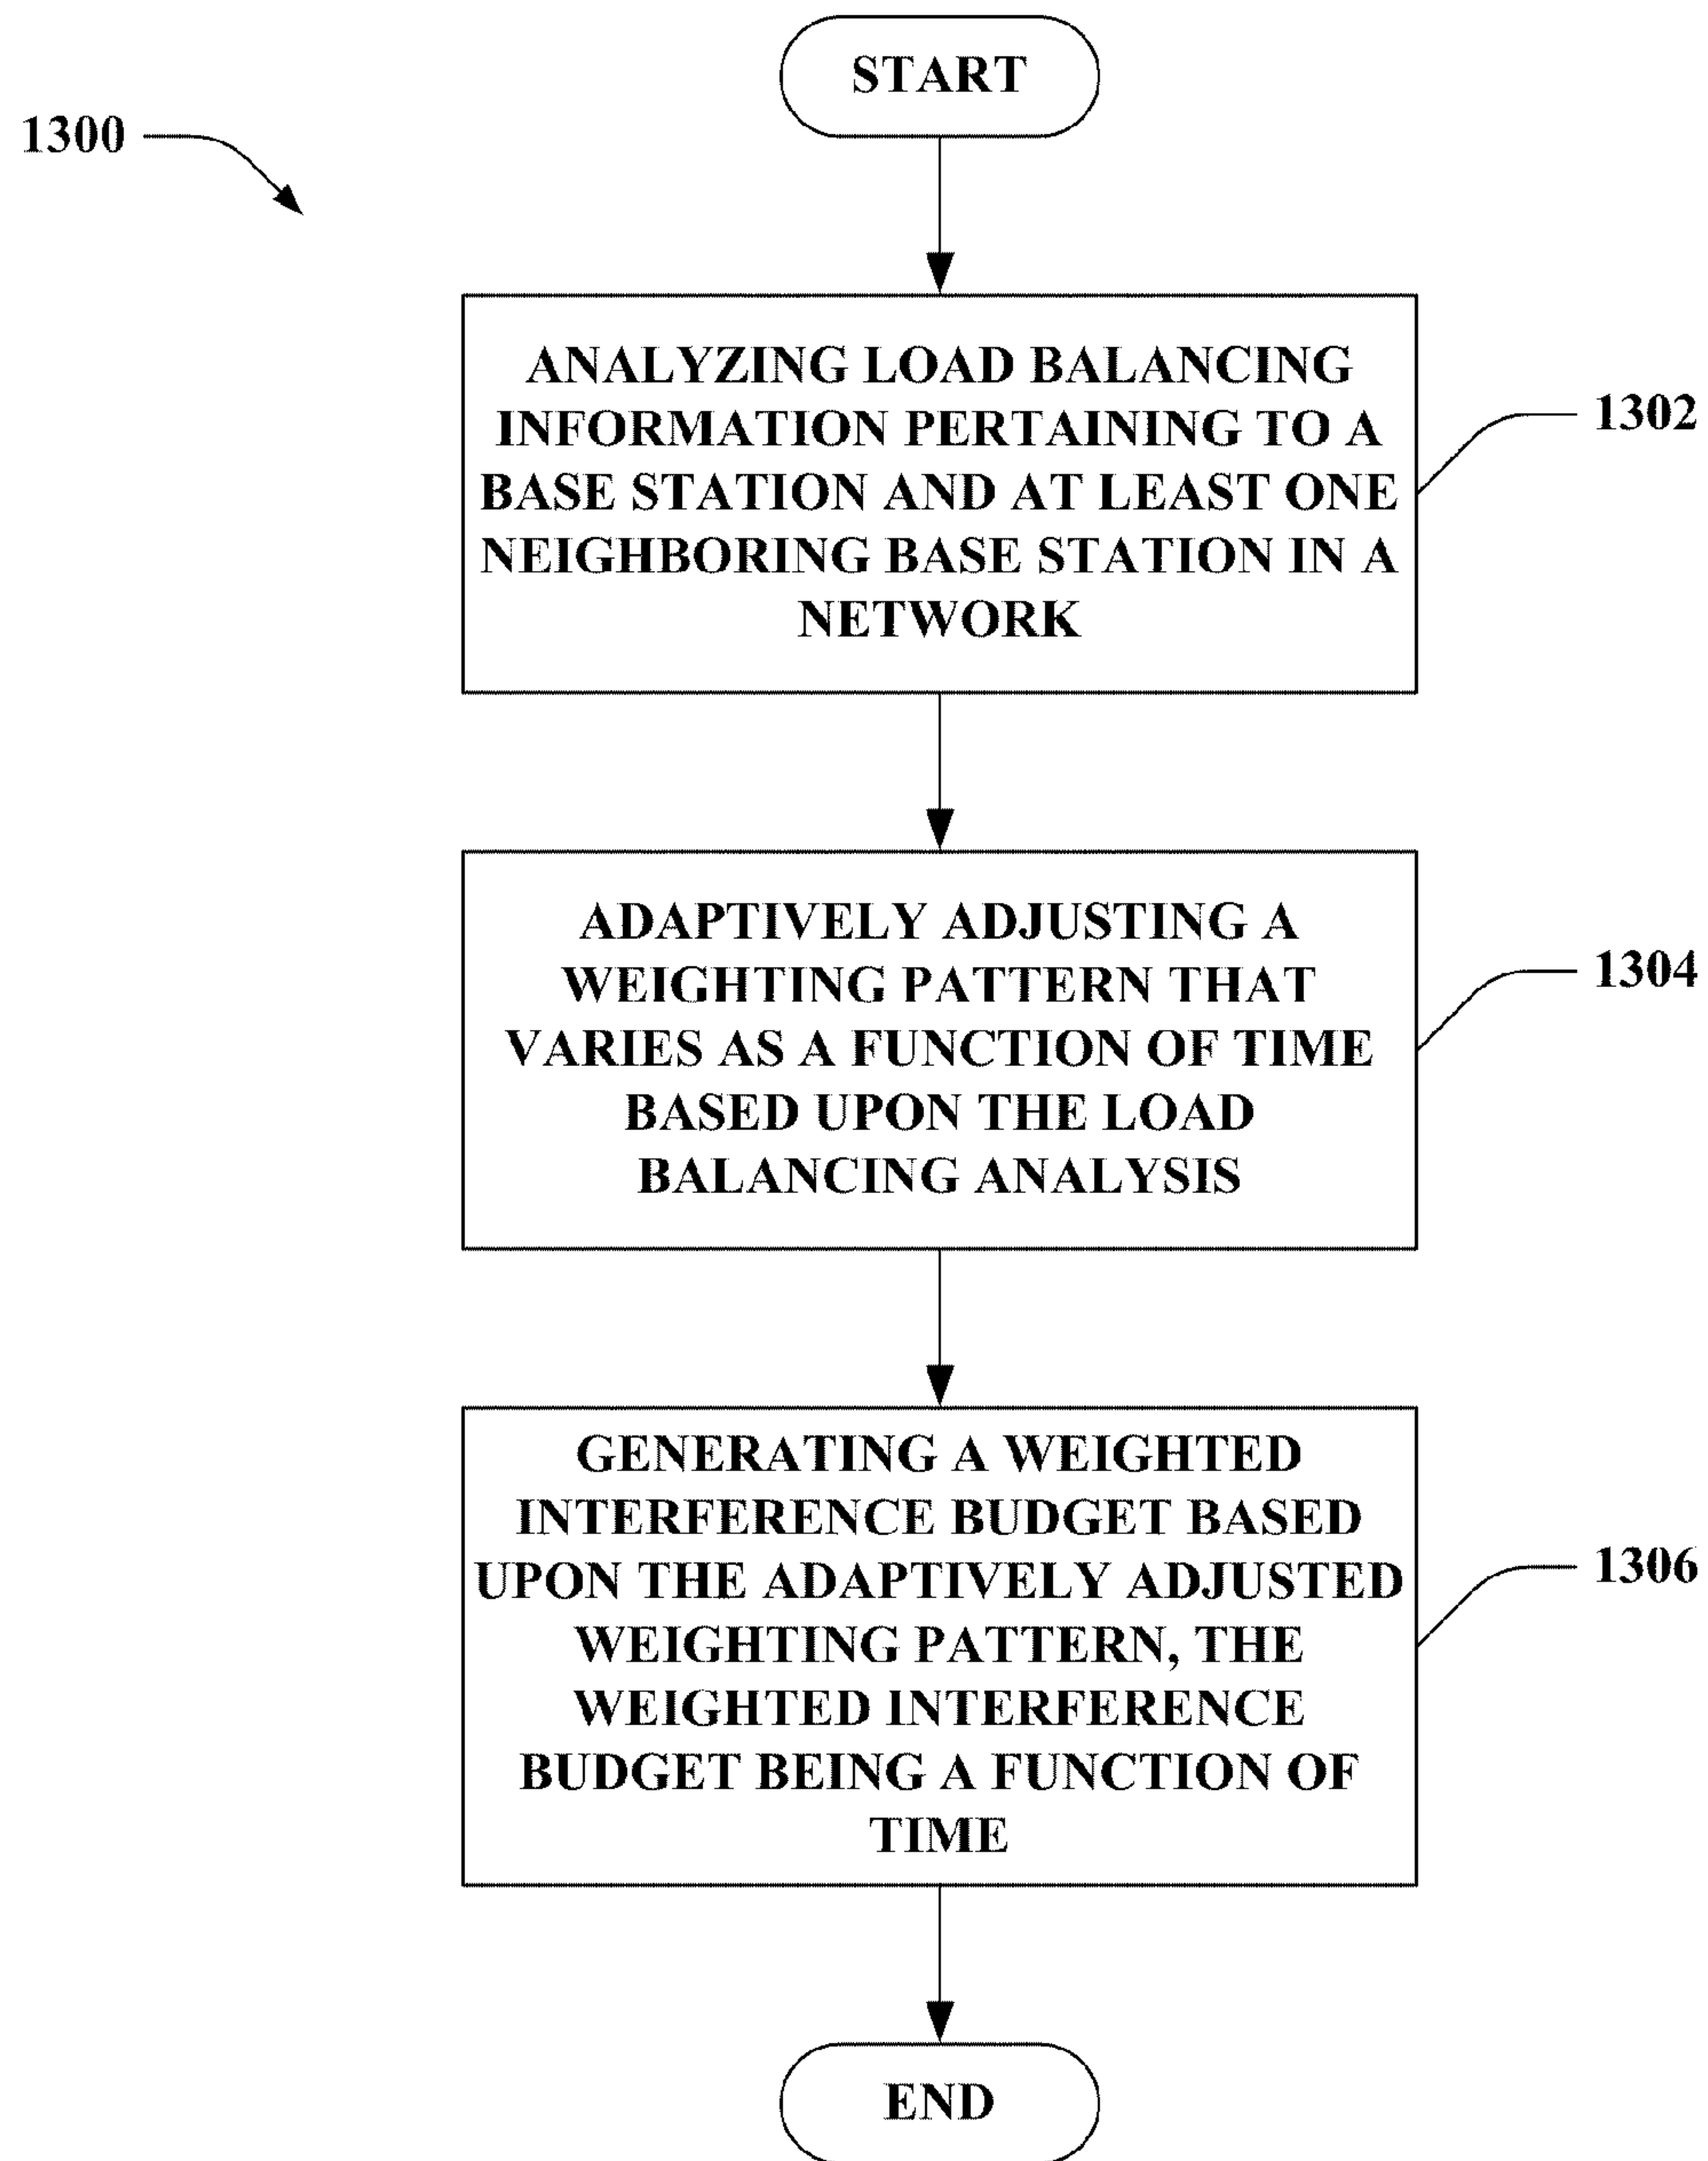 START
1300
ANALYZING LOAD BALANCING
INFORMATION PERTAINING TO A
BASE STATION AND AT LEAST ONE
NEIGHBORING BASE STATION IN A
NETWORK
1302
ADAPTIVELY ADJUSTING A
WEIGHTING PATTERN THAT
VARIES AS A FUNCTION OF TIME
BASED UPON THE LOAD
BALANCING ANALYSIS
1304
GENERATING A WEIGHTED
INTERFERENCE BUDGET BASED
UPON THE ADAPTIVELY ADJUSTED
WEIGHTING PATTERN, THE
WEIGHTED INTERFERENCE
BUDGET BEING A FUNCTION OF
TIME
1306
END